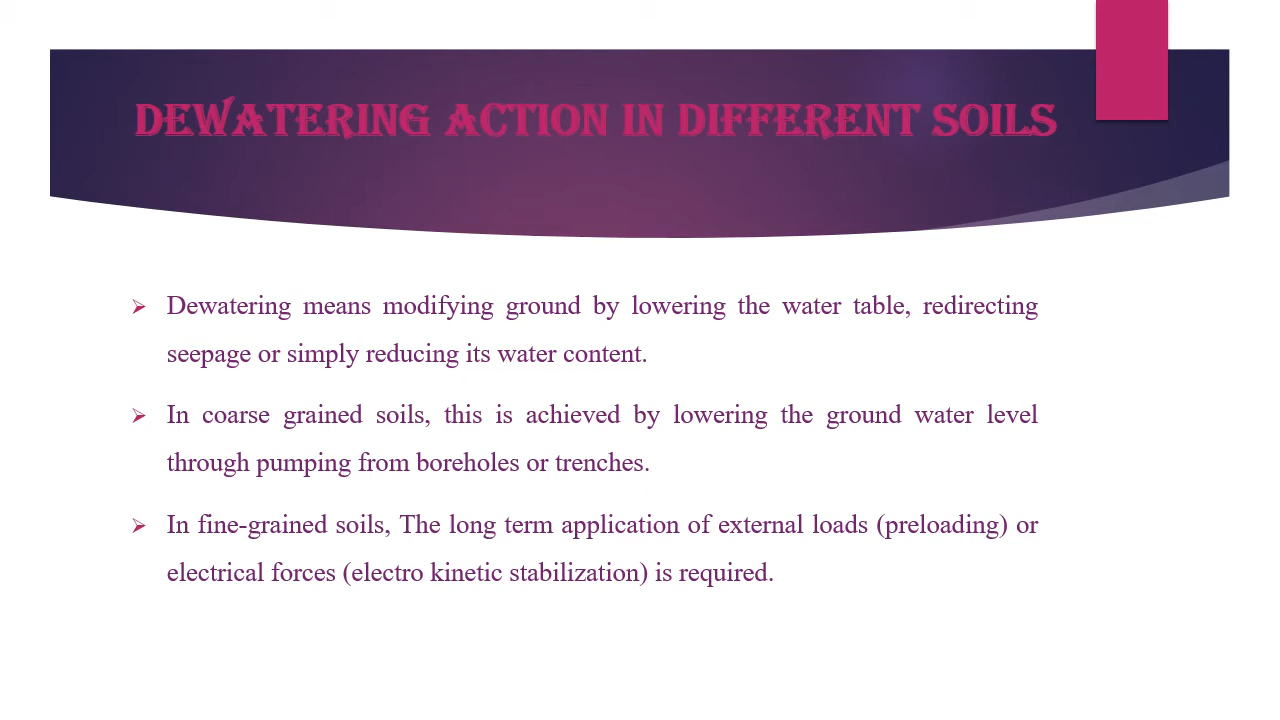 DEWATERING ACTION IN DIFFERENT SOILS
Dewatering means modifying ground by lowering the water table, redirecting
seepage or simply reducing its water content.
In coarse grained soils, this is achieved by lowering the ground water level
through pumping from boreholes or trenches.
In fine-grained soils, The long term application of external loads (preloading) or
electrical forces (electro kinetic stabilization) is required.